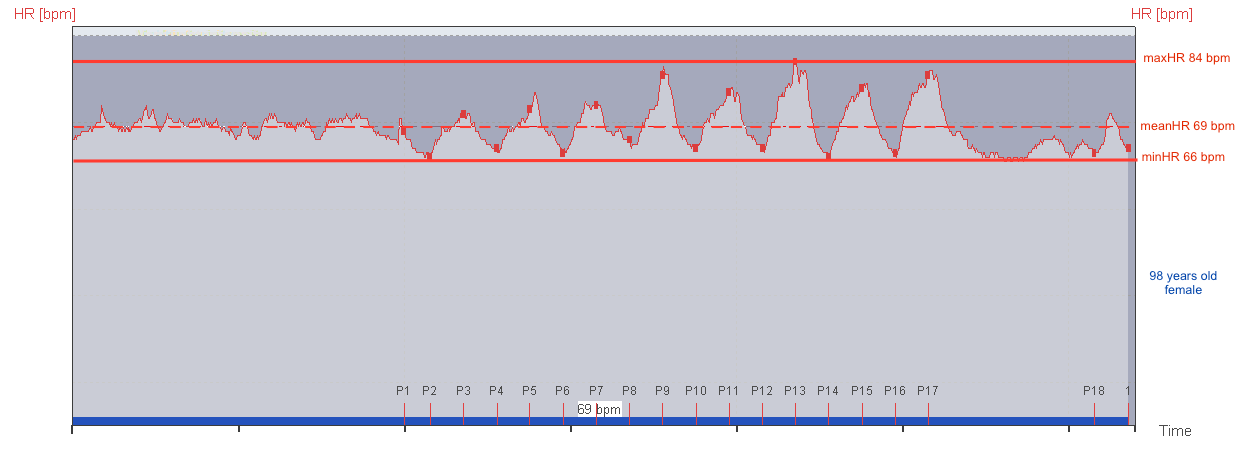 HR [bpm]
HR [bpm]
maxHR 84 bpm
meanHR 69 bpm
minHR 66 bpm
98 years old
female
P1 P2 P3 P4 P5 P6 P7 P8 P9 P10 P11 P12 P13 P14 P15 P16 P17 P18 1
69 bpm
Time